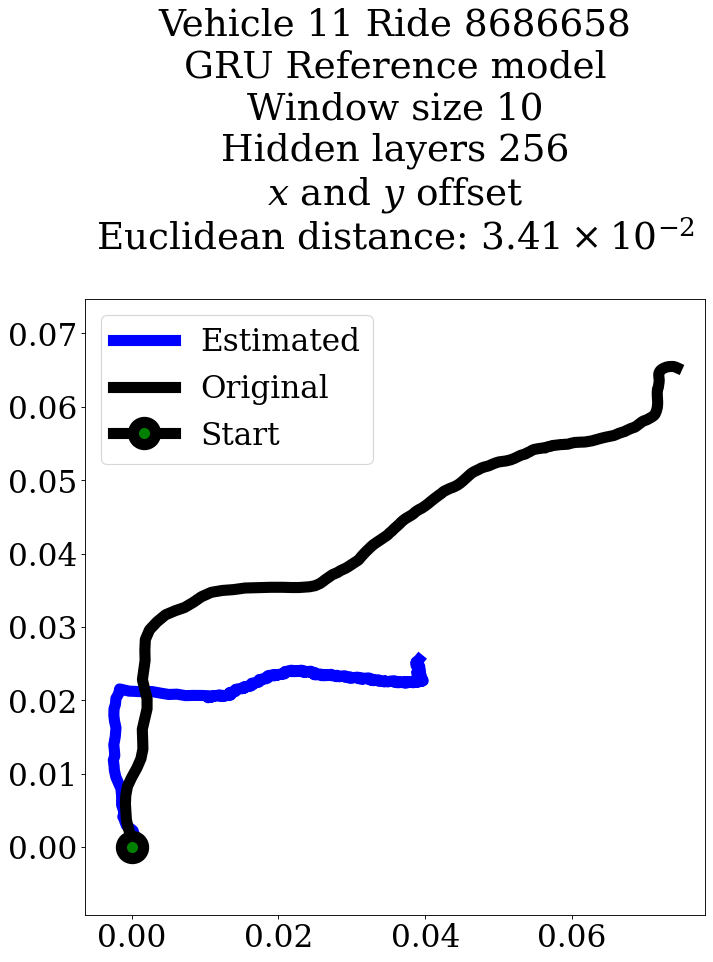 Vehicle 11 Ride 8686658
GRU Reference model
Window size 10
Hidden layers 256
x and y offset
Euclidean distance: 3.41 × 10⁻²
Estimated
Original
Start
0.07
0.06
0.05
0.04
0.03
0.02
0.01
0.00
0.00 0.02 0.04 0.06